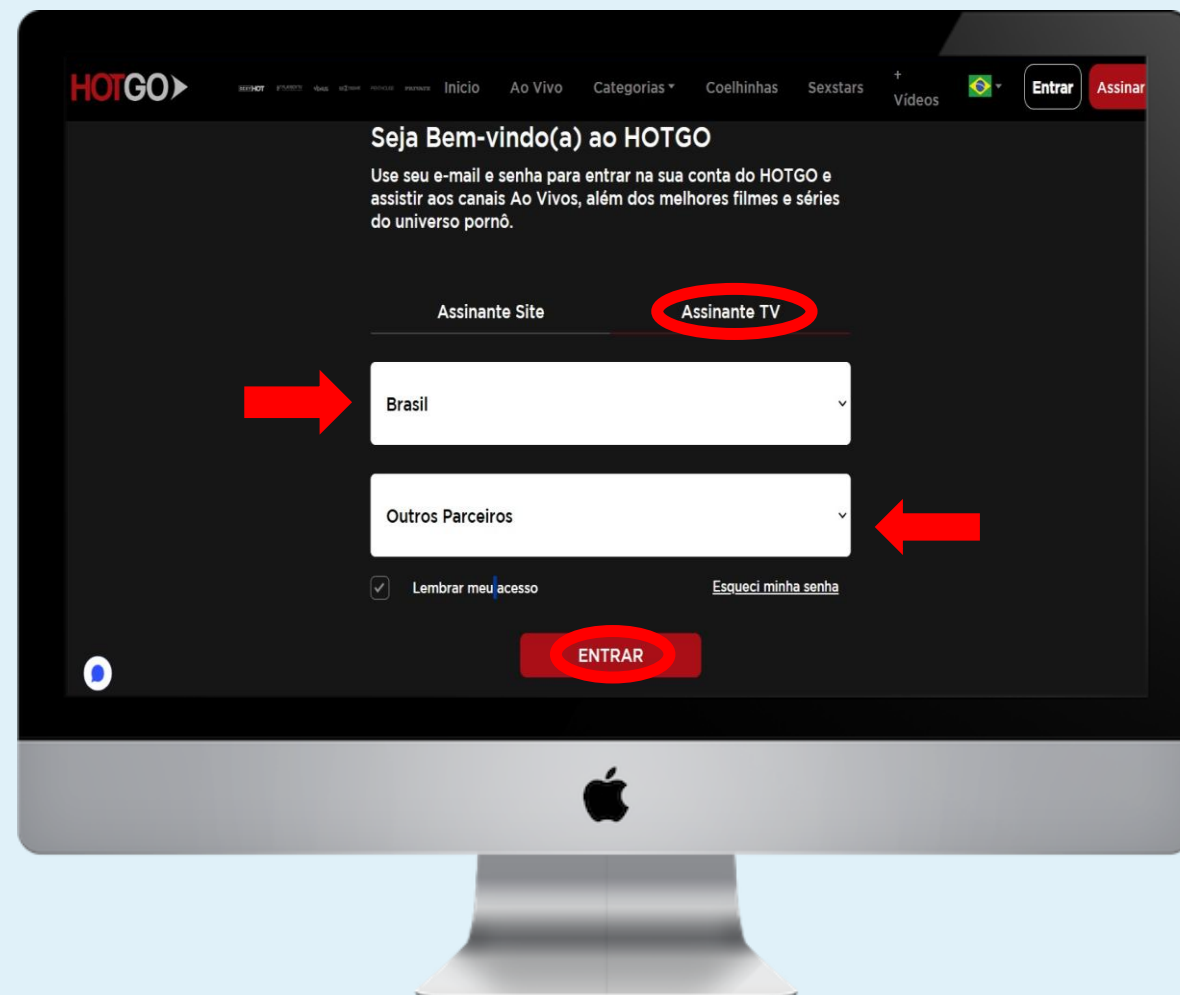 HOTGO
Inicio Ao Vivo Categorias Coelhinhas Sexstars + Vídeos Entrar Assinar
Seja Bem-vindo(a) ao HOTGO
Use seu e-mail e senha para entrar na sua conta do HOTGO e
assistir aos canais Ao Vivos, além dos melhores filmes e séries
do universo pornô.
Assinante Site Assinante TV
Brasil
Outros Parceiros
Lembrar meu acesso Esqueci minha senha
ENTRAR